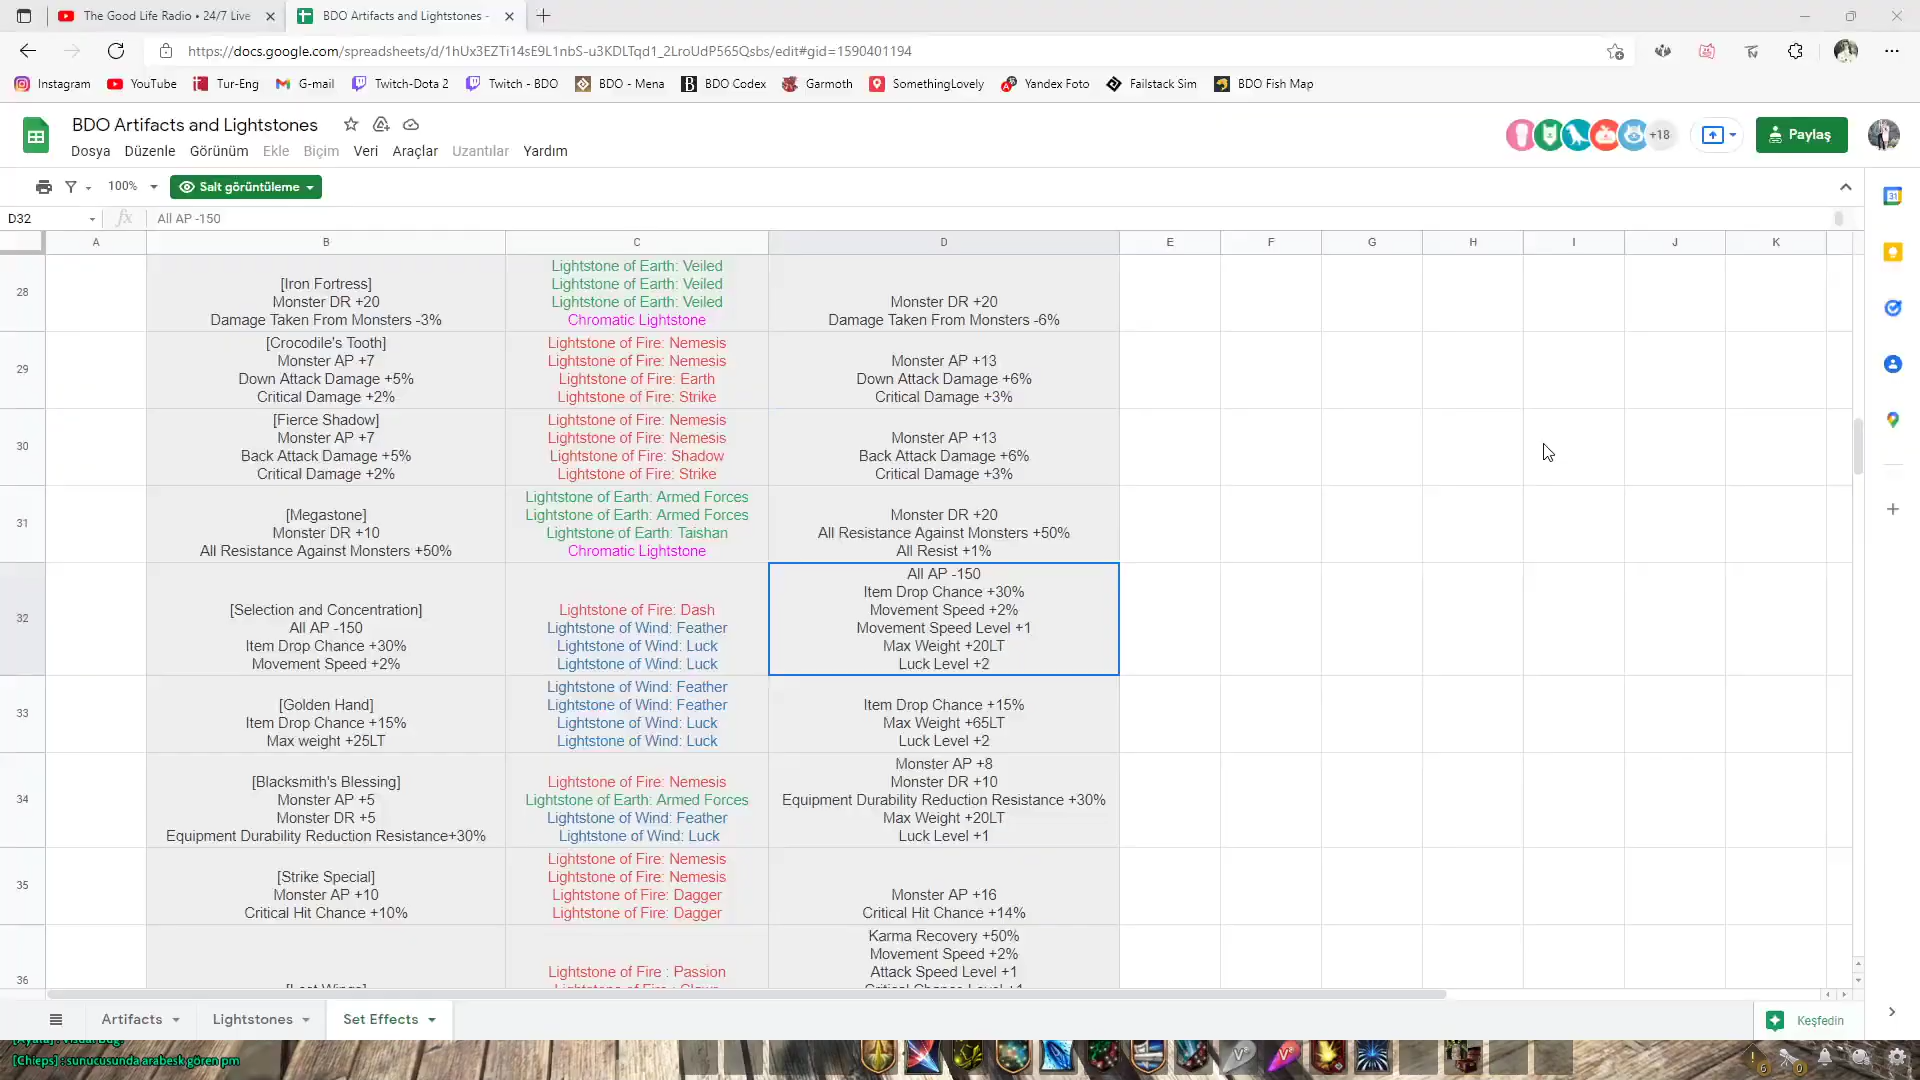 The Good Life Radio • 24/7 Live
BDO Artifacts and Lightstones -
https://docs.google.com/spreadsheets/d/1hUx3EZTi14sE9L1nbS-u3KDLTqd1_2LroUdP565Qsbs/edit#gid=1590401194
Instagram YouTube Tur-Eng G-mail Twitch-Dota 2 Twitch - BDO BDO - Mena BDO Codex Garmoth SomethingLovely Yandex Foto Failstack Sim BDO Fish Map
BDO Artifacts and Lightstones
+18
Paylaş
Dosya Düzenle Görünüm Ekle Biçim Veri Araçlar Uzantılar Yardım
100% Salt görüntüleme
D32 fx All AP -150
A B C D E F G H I J K
28
[Iron Fortress]
Monster DR +20
Damage Taken From Monsters -3%
Lightstone of Earth: Veiled
Lightstone of Earth: Veiled
Lightstone of Earth: Veiled
Chromatic Lightstone
Monster DR +20
Damage Taken From Monsters -6%
29
[Crocodile's Tooth]
Monster AP +7
Down Attack Damage +5%
Critical Damage +2%
Lightstone of Fire: Nemesis
Lightstone of Fire: Nemesis
Lightstone of Fire: Earth
Lightstone of Fire: Strike
Monster AP +13
Down Attack Damage +6%
Critical Damage +3%
30
[Fierce Shadow]
Monster AP +7
Back Attack Damage +5%
Critical Damage +2%
Lightstone of Fire: Nemesis
Lightstone of Fire: Nemesis
Lightstone of Fire: Shadow
Lightstone of Fire: Strike
Monster AP +13
Back Attack Damage +6%
Critical Damage +3%
31
[Megastone]
Monster DR +10
All Resistance Against Monsters +50%
Lightstone of Earth: Armed Forces
Lightstone of Earth: Armed Forces
Lightstone of Earth: Taishan
Chromatic Lightstone
Monster DR +20
All Resistance Against Monsters +50%
All Resist +1%
32
[Selection and Concentration]
All AP -150
Item Drop Chance +30%
Movement Speed +2%
Lightstone of Fire: Dash
Lightstone of Wind: Feather
Lightstone of Wind: Luck
Lightstone of Wind: Luck
All AP -150
Item Drop Chance +30%
Movement Speed +2%
Movement Speed Level +1
Max Weight +20LT
Luck Level +2
33
[Golden Hand]
Item Drop Chance +15%
Max weight +25LT
Lightstone of Wind: Feather
Lightstone of Wind: Feather
Lightstone of Wind: Luck
Lightstone of Wind: Luck
Item Drop Chance +15%
Max Weight +65LT
Luck Level +2
34
[Blacksmith's Blessing]
Monster AP +5
Monster DR +5
Equipment Durability Reduction Resistance+30%
Lightstone of Fire: Nemesis
Lightstone of Earth: Armed Forces
Lightstone of Wind: Feather
Lightstone of Wind: Luck
Monster AP +8
Monster DR +10
Equipment Durability Reduction Resistance +30%
Max Weight +20LT
Luck Level +1
35
[Strike Special]
Monster AP +10
Critical Hit Chance +10%
Lightstone of Fire: Nemesis
Lightstone of Fire: Nemesis
Lightstone of Fire: Dagger
Lightstone of Fire: Dagger
Monster AP +16
Critical Hit Chance +14%
36
Lightstone of Fire : Passion
Karma Recovery +50%
Movement Speed +2%
Attack Speed Level +1
Artifacts Lightstones Set Effects
Keşfedin
[Chieps] : sunucusunda arabesk gören pm